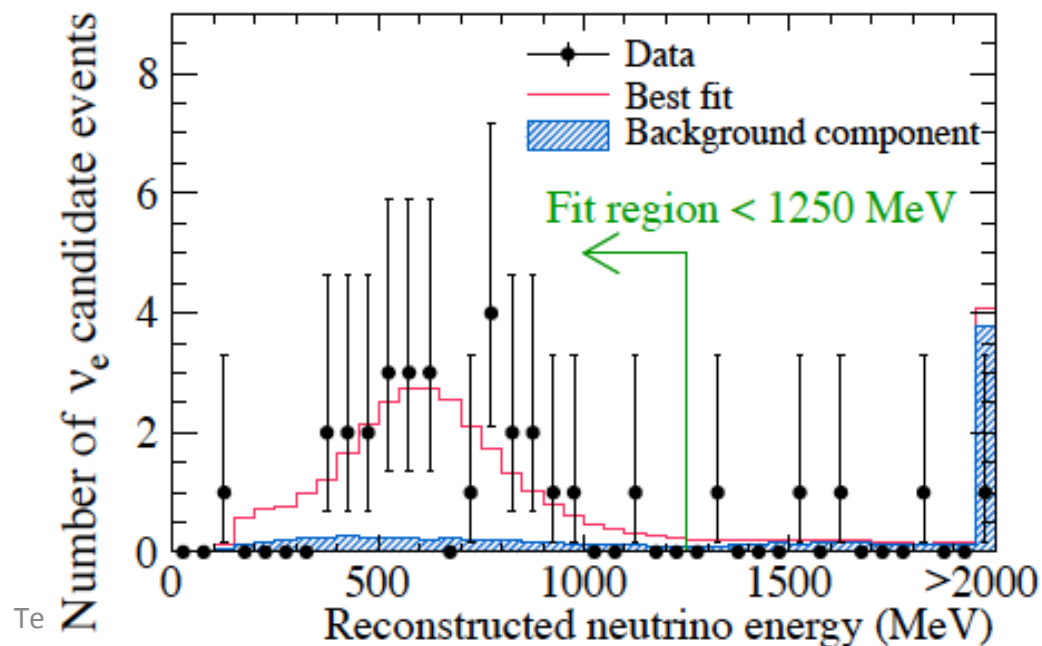 Number of νe candidate events
8
6
4
2
0
Data
Best fit
Background component
Fit region < 1250 MeV
0 500 1000 1500 >2000
Reconstructed neutrino energy (MeV)
Te